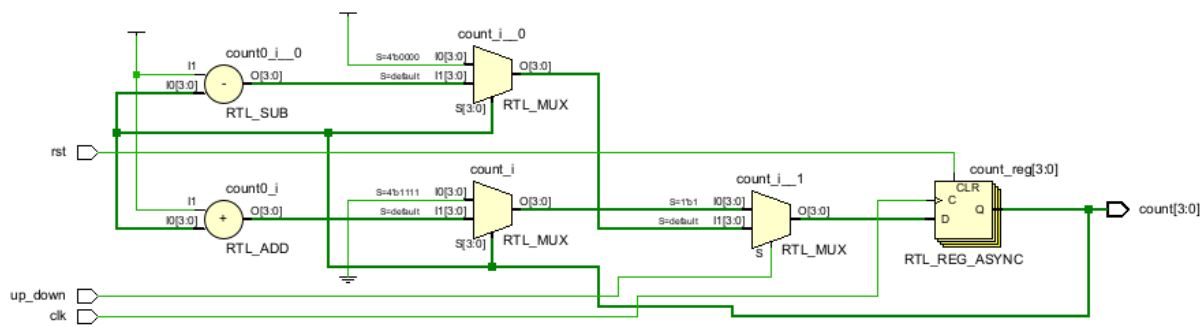 count0_i__0
I1
I0[3:0]
-
O[3:0]
RTL_SUB
count_i__0
S=4'b0000
I0[3:0]
S=default
I1[3:0]
S[3:0]
O[3:0]
RTL_MUX
rst
count0_i
I1
I0[3:0]
+
O[3:0]
RTL_ADD
count_i
S=4'b1111
I0[3:0]
S=default
I1[3:0]
S[3:0]
O[3:0]
RTL_MUX
count_i__1
S=1'b1
I0[3:0]
S=default
I1[3:0]
S
O[3:0]
RTL_MUX
count_reg[3:0]
CLR
C
D
Q
RTL_REG_ASYNC
count[3:0]
up_down
clk